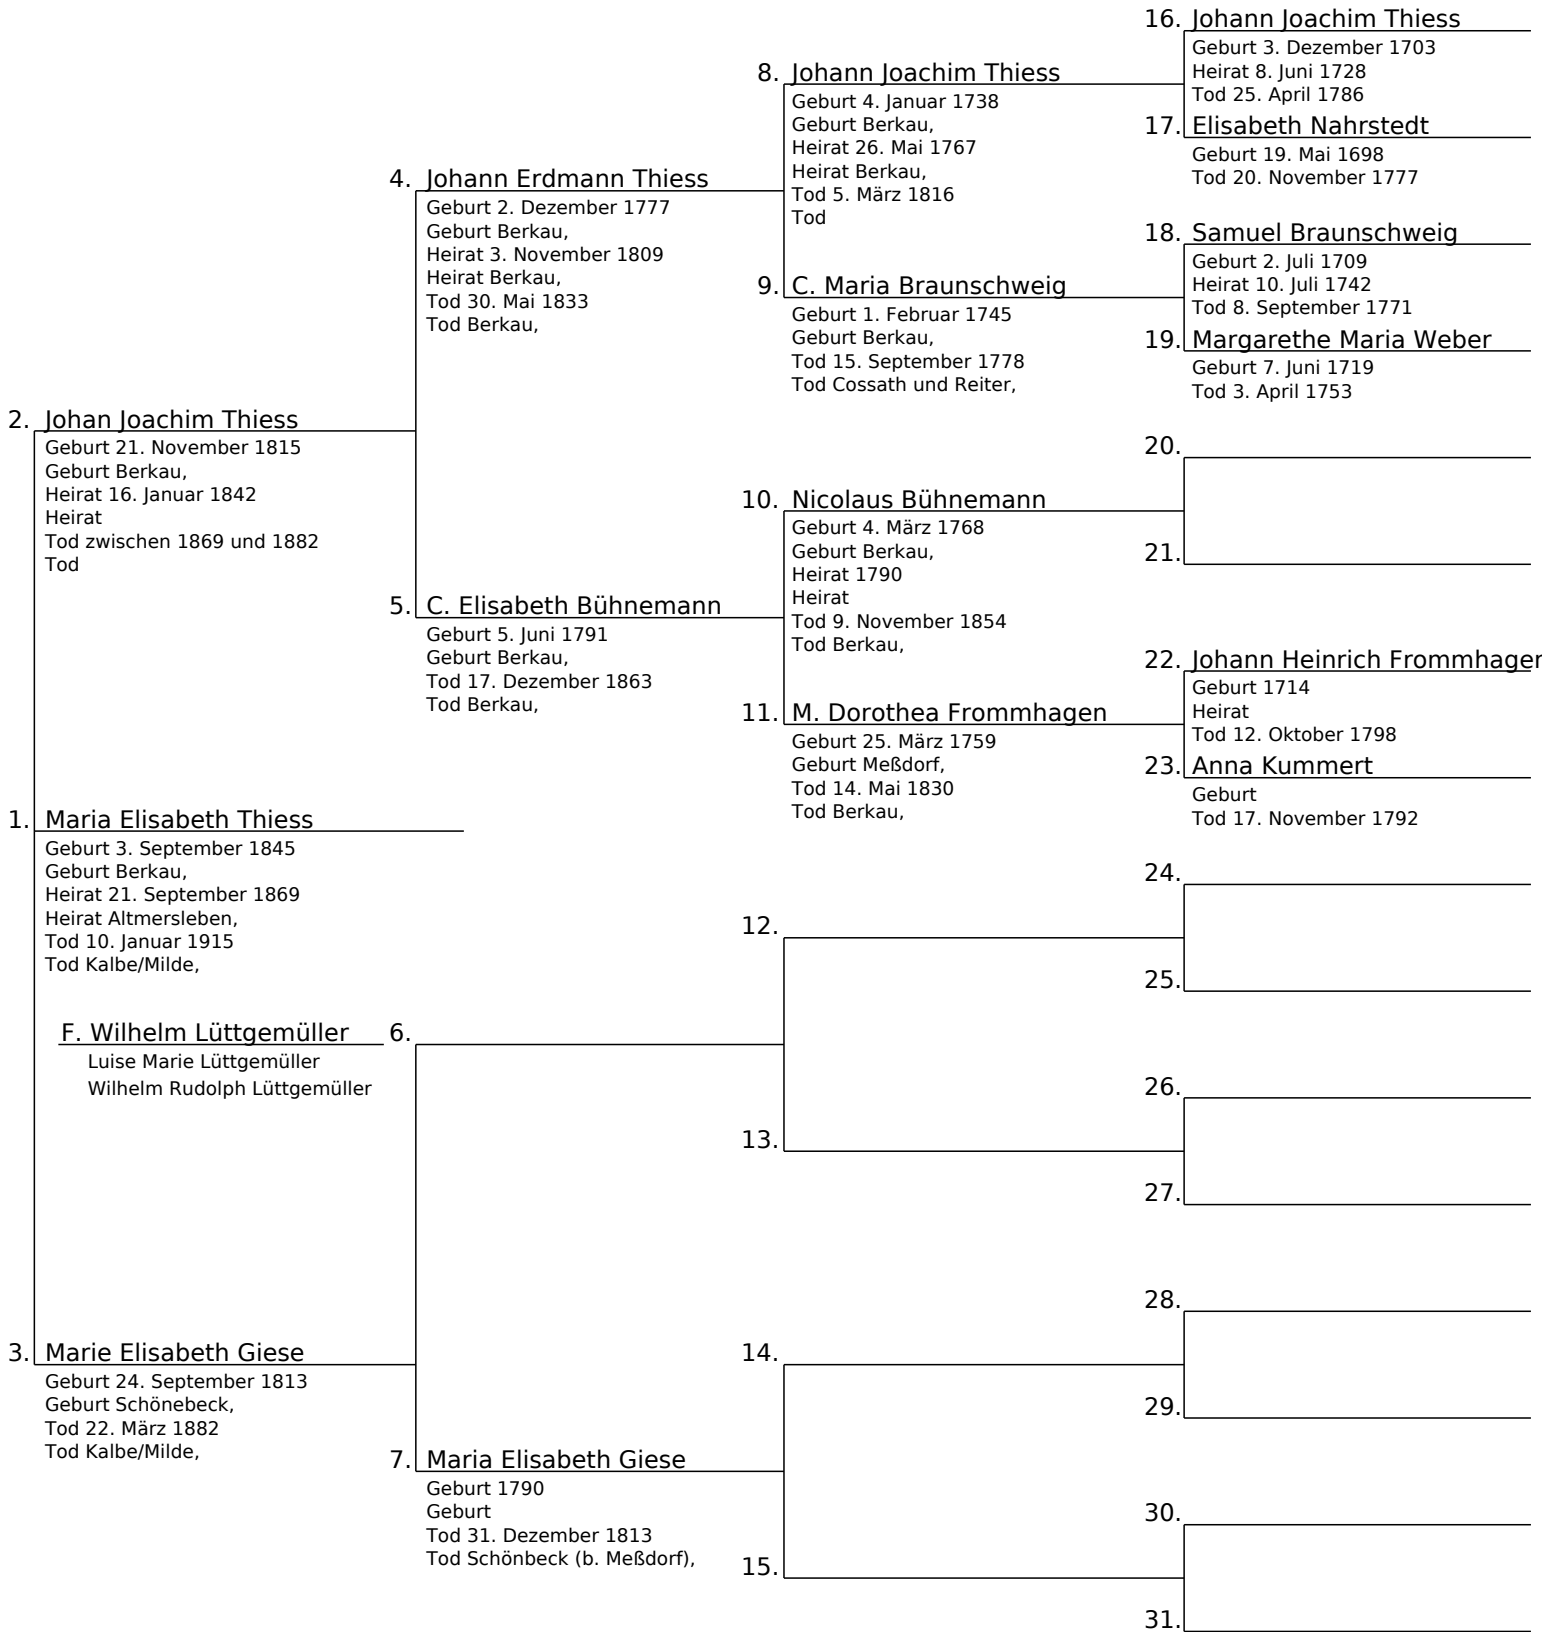 16. Johann Joachim Thiess
Geburt 3. Dezember 1703
Heirat 8. Juni 1728
Tod 25. April 1786
8. Johann Joachim Thiess
Geburt 4. Januar 1738
Geburt Berkau,
Heirat 26. Mai 1767
Heirat Berkau,
Tod 5. März 1816
Tod
17. Elisabeth Nahrstedt
Geburt 19. Mai 1698
Tod 20. November 1777
4. Johann Erdmann Thiess
Geburt 2. Dezember 1777
Geburt Berkau,
Heirat 3. November 1809
Heirat Berkau,
Tod 30. Mai 1833
Tod Berkau,
18. Samuel Braunschweig
Geburt 2. Juli 1709
Heirat 10. Juli 1742
Tod 8. September 1771
9. C. Maria Braunschweig
Geburt 1. Februar 1745
Geburt Berkau,
Tod 15. September 1778
Tod Cossath und Reiter,
19. Margarethe Maria Weber
Geburt 7. Juni 1719
Tod 3. April 1753
2. Johan Joachim Thiess
Geburt 21. November 1815
Geburt Berkau,
Heirat 16. Januar 1842
Heirat
Tod zwischen 1869 und 1882
Tod
20.
10. Nicolaus Bühnemann
Geburt 4. März 1768
Geburt Berkau,
Heirat 1790
Heirat
Tod 9. November 1854
Tod Berkau,
21.
5. C. Elisabeth Bühnemann
Geburt 5. Juni 1791
Geburt Berkau,
Tod 17. Dezember 1863
Tod Berkau,
22. Johann Heinrich Frommhagen
Geburt 1714
Heirat
Tod 12. Oktober 1798
11. M. Dorothea Frommhagen
Geburt 25. März 1759
Geburt Meßdorf,
Tod 14. Mai 1830
Tod Berkau,
23. Anna Kummert
Geburt
Tod 17. November 1792
1. Maria Elisabeth Thiess
Geburt 3. September 1845
Geburt Berkau,
Heirat 21. September 1869
Heirat Altmersleben,
Tod 10. Januar 1915
Tod Kalbe/Milde,
24.
12.
25.
F. Wilhelm Lüttgemüller
Luise Marie Lüttgemüller
Wilhelm Rudolph Lüttgemüller
6.
26.
13.
27.
28.
3. Marie Elisabeth Giese
Geburt 24. September 1813
Geburt Schönebeck,
Tod 22. März 1882
Tod Kalbe/Milde,
14.
29.
7. Maria Elisabeth Giese
Geburt 1790
Geburt
Tod 31. Dezember 1813
Tod Schönbeck (b. Meßdorf),
30.
15.
31.